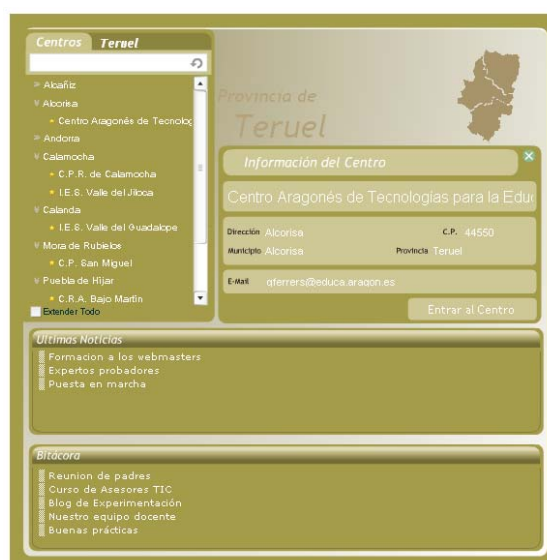 Centros Teruel
Alcañiz
Alcorisa
Centro Aragonés de Tecnolog
Andorra
Calamocha
C.P.R. de Calamocha
I.E.S. Valle del Jiloca
Calanda
I.E.S. Valle del Guadalope
Mora de Rubielos
C.P. San Miguel
Puebla de Hijar
C.R.A. Bajo Martín
Extender Todo
Provincia de
Teruel
Información del Centro
Centro Aragonés de Tecnologías para la Edu
Dirección Alcorisa C.P. 44550
Municipio Alcorisa Provincia Teruel
E-Mail qferrers@educa.aragon.es
Entrar al Centro
Ultimas Noticias
Formacion a los webmasters
Expertos probadores
Puesta en marcha
Bitácora
Reunion de padres
Curso de Asesores TIC
Blog de Experimentación
Nuestro equipo docente
Buenas prácticas